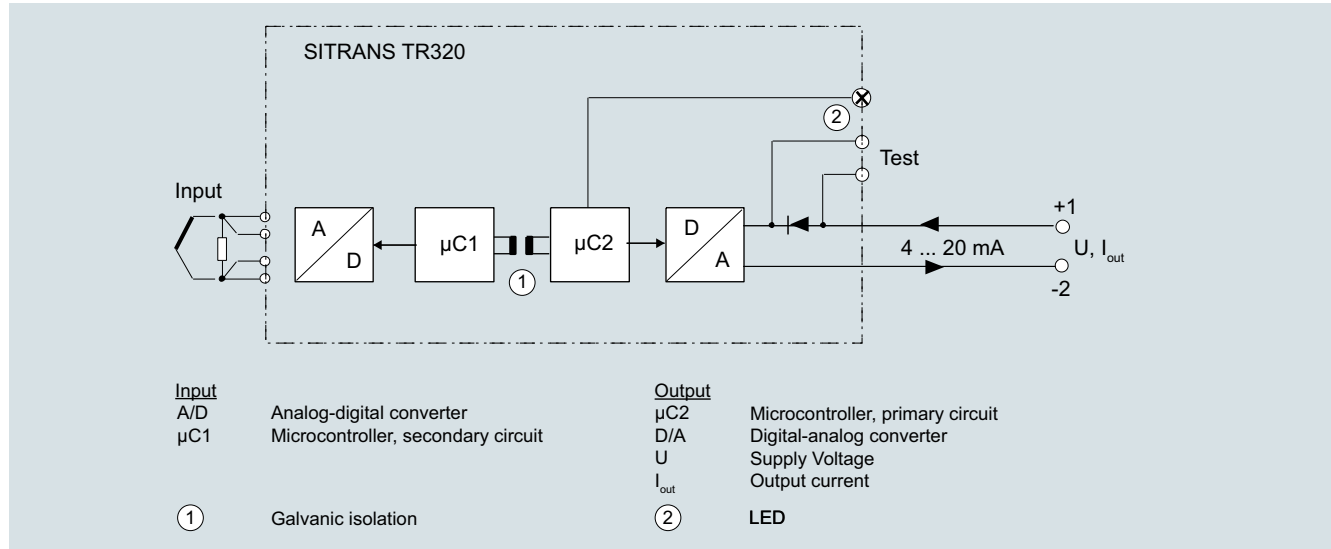 SITRANS TR320
2
Test
Input
A
D
µC1
µC2
D
A
+1
4 ... 20 mA
U, Iout
-2
1
Input
A/D Analog-digital converter
µC1 Microcontroller, secondary circuit
1 Galvanic isolation
Output
µC2 Microcontroller, primary circuit
D/A Digital-analog converter
U Supply Voltage
Iout Output current
2 LED